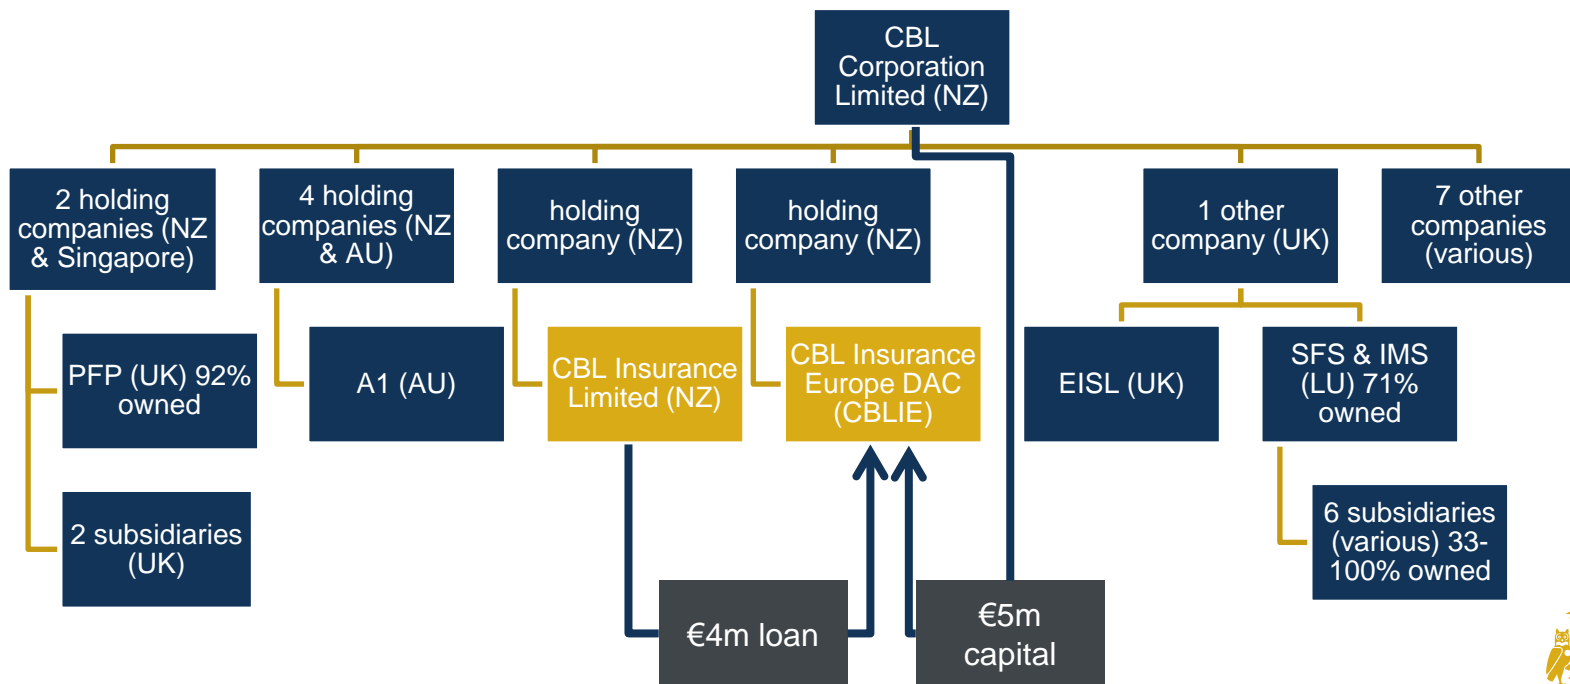 CBL
Corporation
Limited (NZ)
2 holding
companies (NZ
& Singapore)
4 holding
companies (NZ
& AU)
holding
company (NZ)
holding
company (NZ)
1 other
company (UK)
7 other
companies
(various)
PFP (UK) 92%
owned
A1 (AU)
CBL Insurance
Limited (NZ)
CBL Insurance
Europe DAC
(CBLIE)
EISL (UK)
SFS & IMS
(LU) 71%
owned
2 subsidiaries
(UK)
6 subsidiaries
(various) 33-
100% owned
€4m loan
€5m
capital